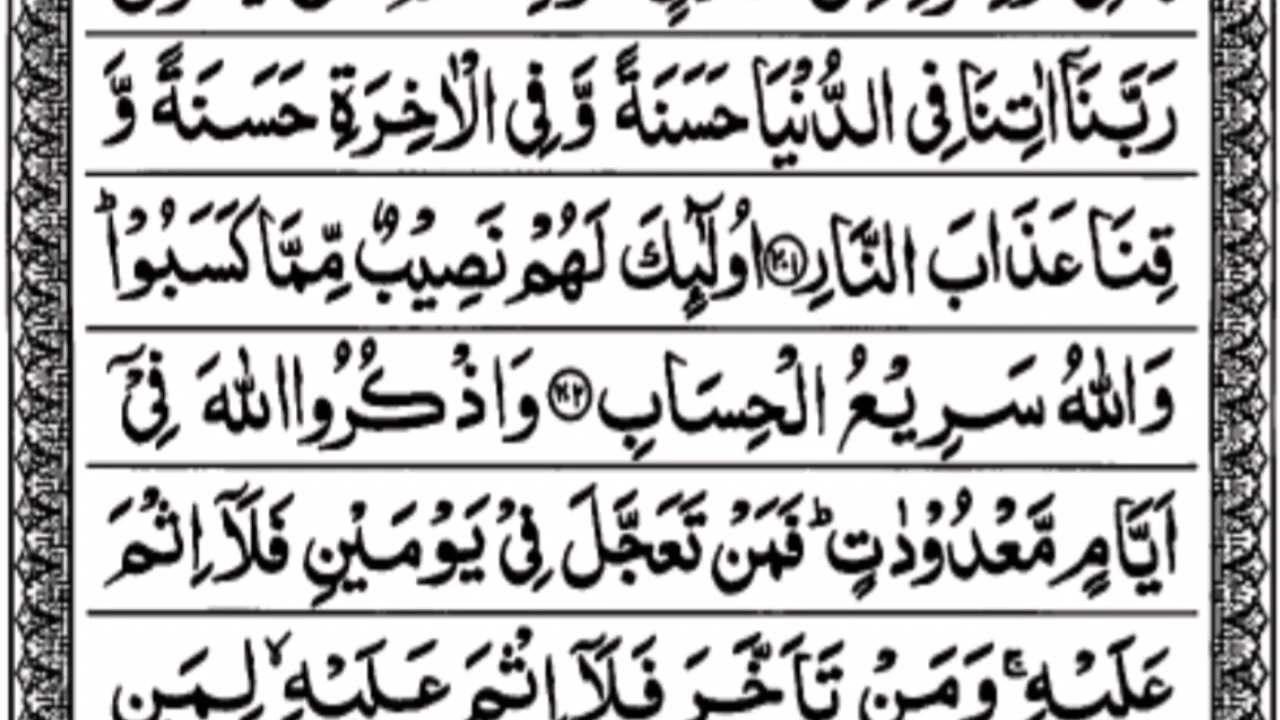 رَبَّنَآ اٰتِنَا فِی الدُّنْیَا حَسَنَةً وَّ فِی الْاٰخِرَةِ حَسَنَةً وَّ
قِنَا عَذَابَ النَّارِ ﴿۲۰۱﴾ اُولٰٓئِكَ لَهُمْ نَصِیْبٌ مِّمَّا كَسَبُوْا ؕ
وَاللّٰهُ سَرِیْعُ الْحِسَابِ ﴿۲۰۲﴾ وَاذْكُرُوا اللّٰهَ فِیْۤ
اَیَّامٍ مَّعْدُوْدٰتٍ ؕ فَمَنْ تَعَجَّلَ فِیْ یَوْمَیْنِ فَلَاۤ اِثْمَ
عَلَیْهِ ۚ وَمَنْ تَاَخَّرَ فَلَاۤ اِثْمَ عَلَیْهِ ۙ لِمَنِ